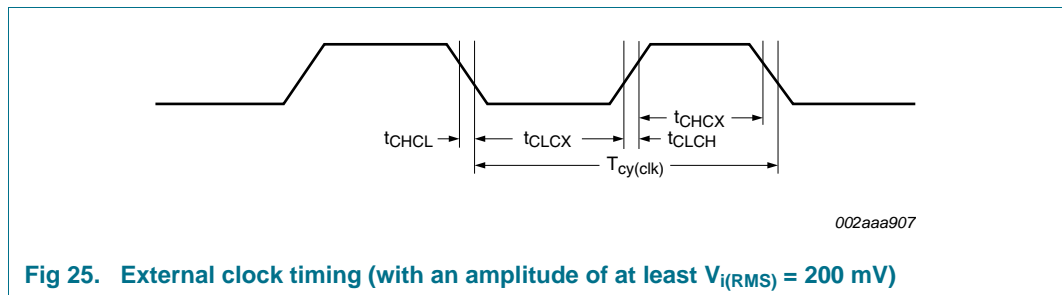 tCHCX
tCHCL tCLCX tCLCH
Tcy(clk)
002aaa907
Fig 25. External clock timing (with an amplitude of at least Vi(RMS) = 200 mV)